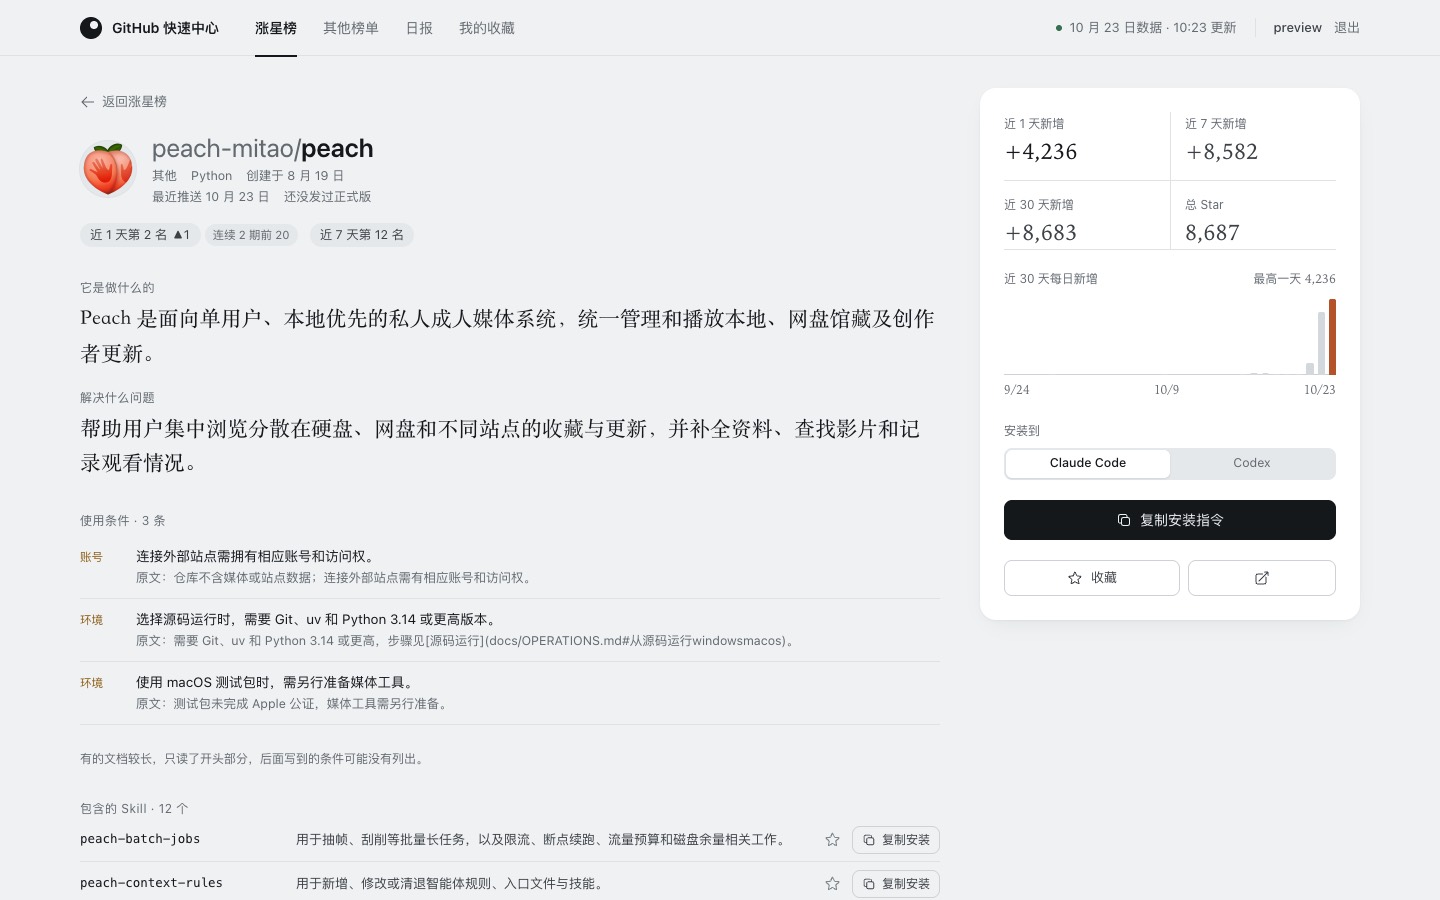 GitHub 快速中心
涨星榜
其他榜单
日报
我的收藏
10 月 23 日数据 · 10:23 更新
preview
退出
返回涨星榜
peach-mitao/peach
其他 Python 创建于 8 月 19 日
最近推送 10 月 23 日 还没发过正式版
近 1 天第 2 名 ▲1
连续 2 期前 20
近 7 天第 12 名
它是做什么的
Peach 是面向单用户、本地优先的私人成人媒体系统，统一管理和播放本地、网盘馆藏及创作
者更新。
解决什么问题
帮助用户集中浏览分散在硬盘、网盘和不同站点的收藏与更新，并补全资料、查找影片和记
录观看情况。
使用条件 · 3 条
账号
连接外部站点需拥有相应账号和访问权。
原文：仓库不含媒体或站点数据；连接外部站点需有相应账号和访问权。
环境
选择源码运行时，需要 Git、uv 和 Python 3.14 或更高版本。
原文：需要 Git、uv 和 Python 3.14 或更高，步骤见[源码运行](docs/OPERATIONS.md#从源码运行windowsmacos)。
环境
使用 macOS 测试包时，需另行准备媒体工具。
原文：测试包未完成 Apple 公证，媒体工具需另行准备。
有的文档较长，只读了开头部分，后面写到的条件可能没有列出。
包含的 Skill · 12 个
peach-batch-jobs
用于抽帧、刮削等批量长任务，以及限流、断点续跑、流量预算和磁盘余量相关工作。
复制安装
peach-context-rules
用于新增、修改或清退智能体规则、入口文件与技能。
复制安装
近 1 天新增
+4,236
近 7 天新增
+8,582
近 30 天新增
+8,683
总 Star
8,687
近 30 天每日新增
最高一天 4,236
9/24
10/9
10/23
安装到
Claude Code
Codex
复制安装指令
收藏